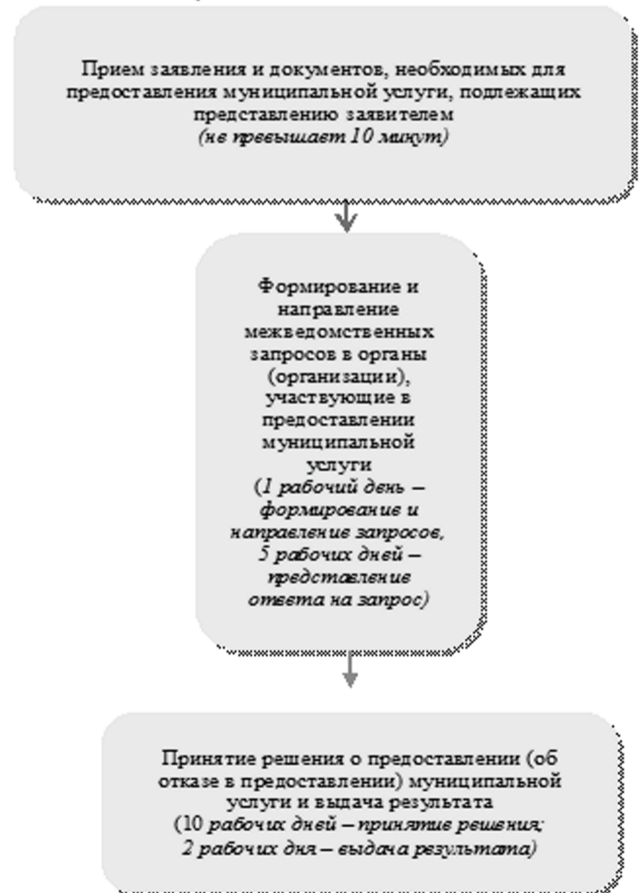 Прием заявления и документов, необходимых для
предоставления муниципальной услуги, подлежащих
представлению заявителем
(не превышает 10 минут)
Формирование и
направление
межведомственных
запросов в органы
(организации),
участвующие в
предоставлении
муниципальной
услуги
(1 рабочий день –
формирование и
направление запросов,
5 рабочих дней –
представление
ответа на запрос)
Принятие решения о предоставлении (об
отказе в предоставлении) муниципальной
услуги и выдача результата
(10 рабочих дней – принятие решения;
2 рабочих дня – выдача результата)